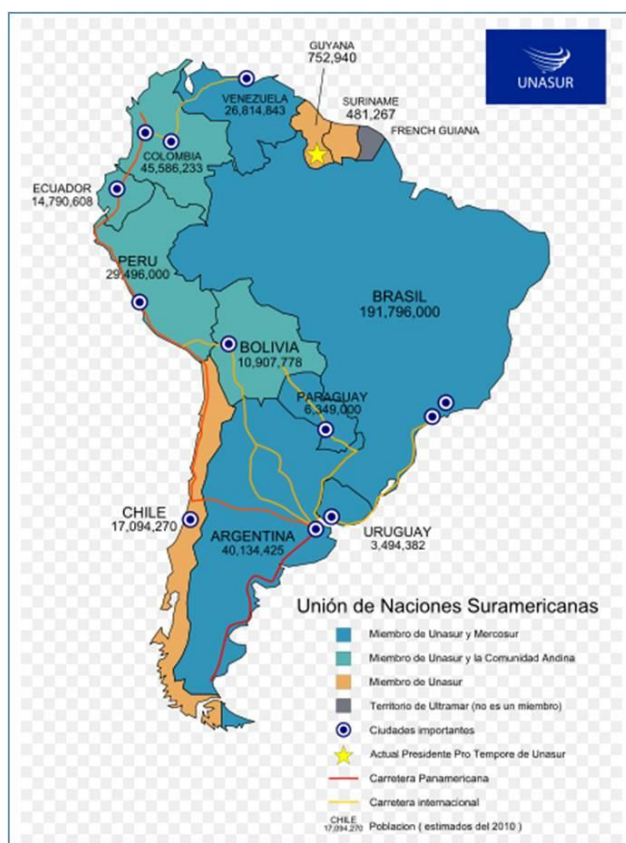 GUYANA
752,940
UNASUR
VENEZUELA
26,814,843
SURINAME
481,267
FRENCH GUIANA
COLOMBIA
45,586,233
ECUADOR
14,790,608
PERU
29,496,000
BRASIL
191,796,000
BOLIVIA
10,907,778
PARAGUAY
6,349,000
CHILE
17,094,270
ARGENTINA
40,134,425
URUGUAY
3,494,382
Unión de Naciones Suramericanas
Miembro de Unasur y Mercosur
Miembro de Unasur y la Comunidad Andina
Miembro de Unasur
Territorio de Ultramar (no es un miembro)
Ciudades importantes
Actual Presidente Pro Tempore de Unasur
Carretera Panamericana
Carretera internacional
CHILE
17,094,270
Poblacion ( estimados del 2010 )